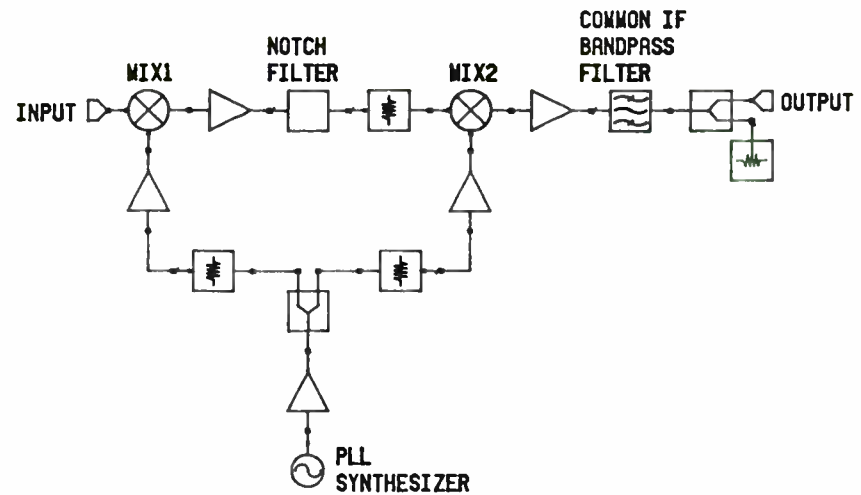 COMMON IF
BANDPASS
FILTER
NOTCH
FILTER
MIX1
MIX2
INPUT
OUTPUT
PLL
SYNTHESIZER